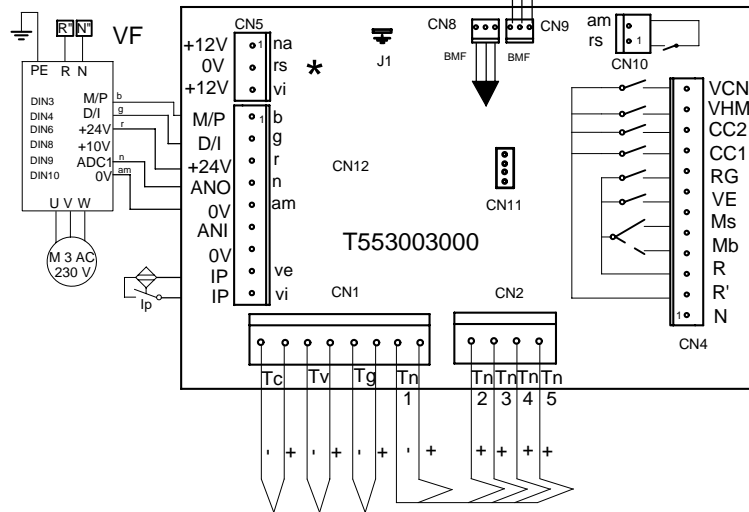 R" N" VF
PE R N
DIN3 M/P b
DIN4 D/I g
DIN6 +24V r
DIN8 +10V
DIN9 ADC1 n
DIN10 0V am
U V W
M 3 AC
230 V
Ip
CN5
+12V 1 na
0V rs *
+12V vi
M/P 1 b
D/I g
+24V r
ANO n
0V am
ANI
0V
IP ve
IP vi
J1
CN8 CN9
BMF BMF
am
rs 1
CN10
CN12
CN11
T553003000
VCN
VHM
CC2
CC1
RG
VE
Ms
Mb
R
R'
1 N
CN4
CN1
Tc Tv Tg Tn
1
CN2
Tn Tn Tn Tn
2 3 4 5
- + - + - + - + + + + +